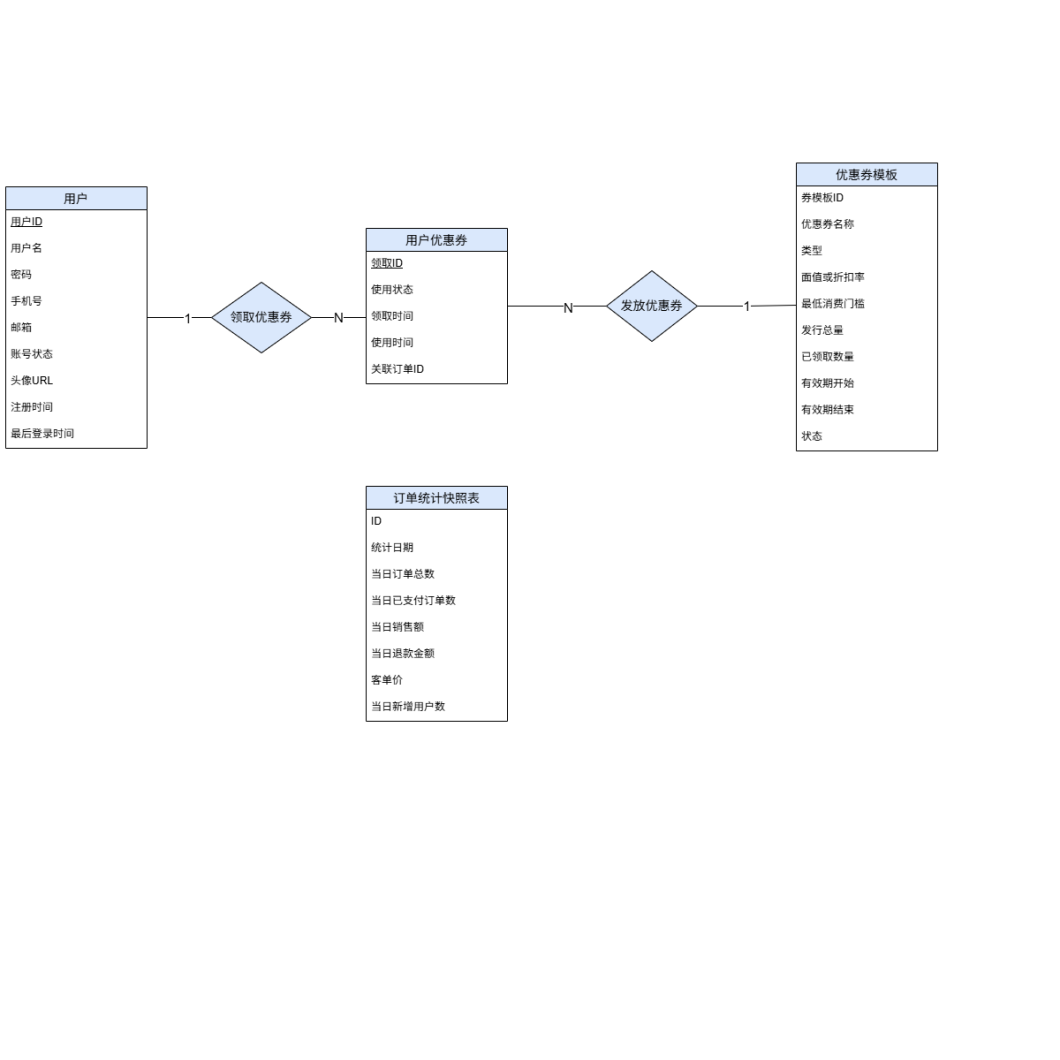 用户
用户ID
用户名
密码
手机号
邮箱
账号状态
头像URL
注册时间
最后登录时间
1
领取优惠券
N
用户优惠券
领取ID
使用状态
领取时间
使用时间
关联订单ID
N
发放优惠券
1
优惠券模板
券模板ID
优惠券名称
类型
面值或折扣率
最低消费门槛
发行总量
已领取数量
有效期开始
有效期结束
状态
订单统计快照表
ID
统计日期
当日订单总数
当日已支付订单数
当日销售额
当日退款金额
客单价
当日新增用户数